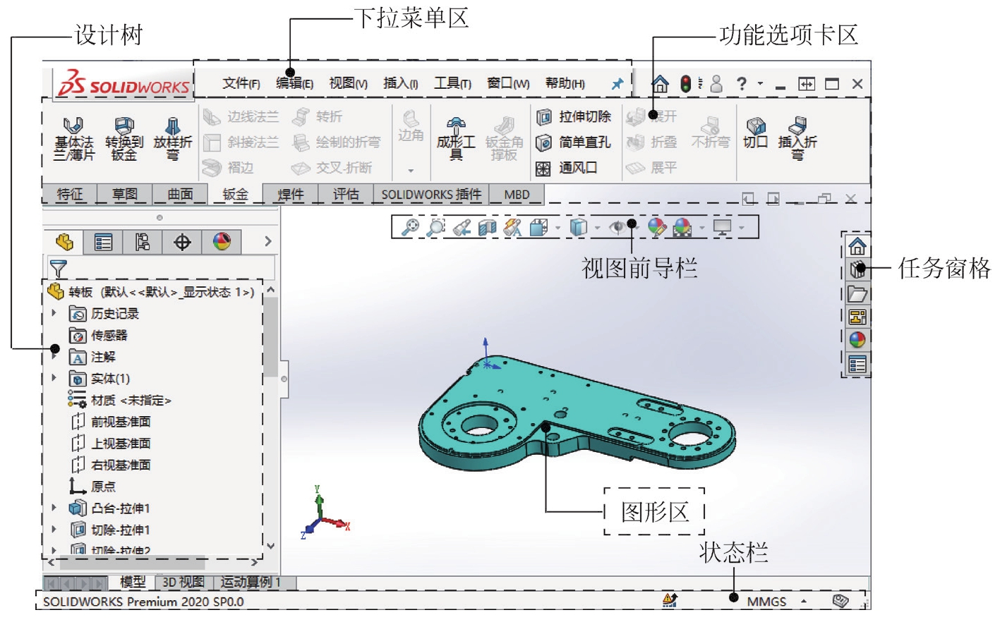 下拉菜单区
设计树
功能选项卡区
SOLIDWORKS 文件(F) 编辑(E) 视图(V) 插入(I) 工具(T) 窗口(W) 帮助(H) ?
边线法兰 转折 拉伸切除 展开
基体法兰/薄片 转换到钣金 放样折弯 斜接法兰 绘制的折弯 边角 成形工具 钣金角撑板 简单直孔 折叠 不折弯 切口 插入折弯
褶边 交叉-折断 通风口 展平
特征 草图 曲面 钣金 焊件 评估 SOLIDWORKS 插件 MBD
视图前导栏
任务窗格
转板 (默认<<默认>_显示状态 1>)
历史记录
传感器
A 注解
实体(1)
材质 <未指定>
前视基准面
上视基准面
右视基准面
原点
凸台-拉伸1
切除-拉伸1
切除-拉伸2
Y
X
Z
图形区
状态栏
模型 3D 视图 运动算例 1
SOLIDWORKS Premium 2020 SP0.0 MMGS